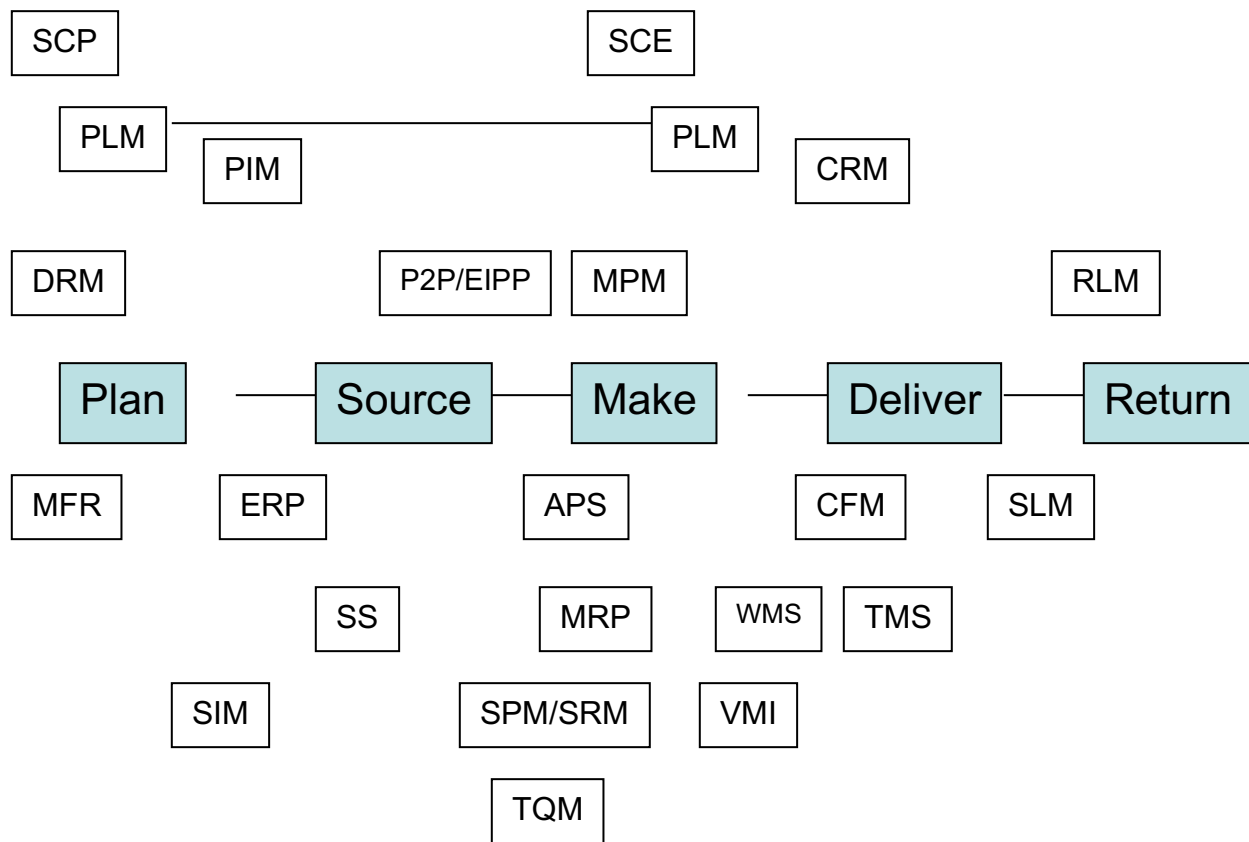 SCP
SCE
PLM
PLM
PIM
CRM
DRM
P2P/EIPP
MPM
RLM
Plan
Source
Make
Deliver
Return
MFR
ERP
APS
CFM
SLM
SS
MRP
WMS
TMS
SIM
SPM/SRM
VMI
TQM